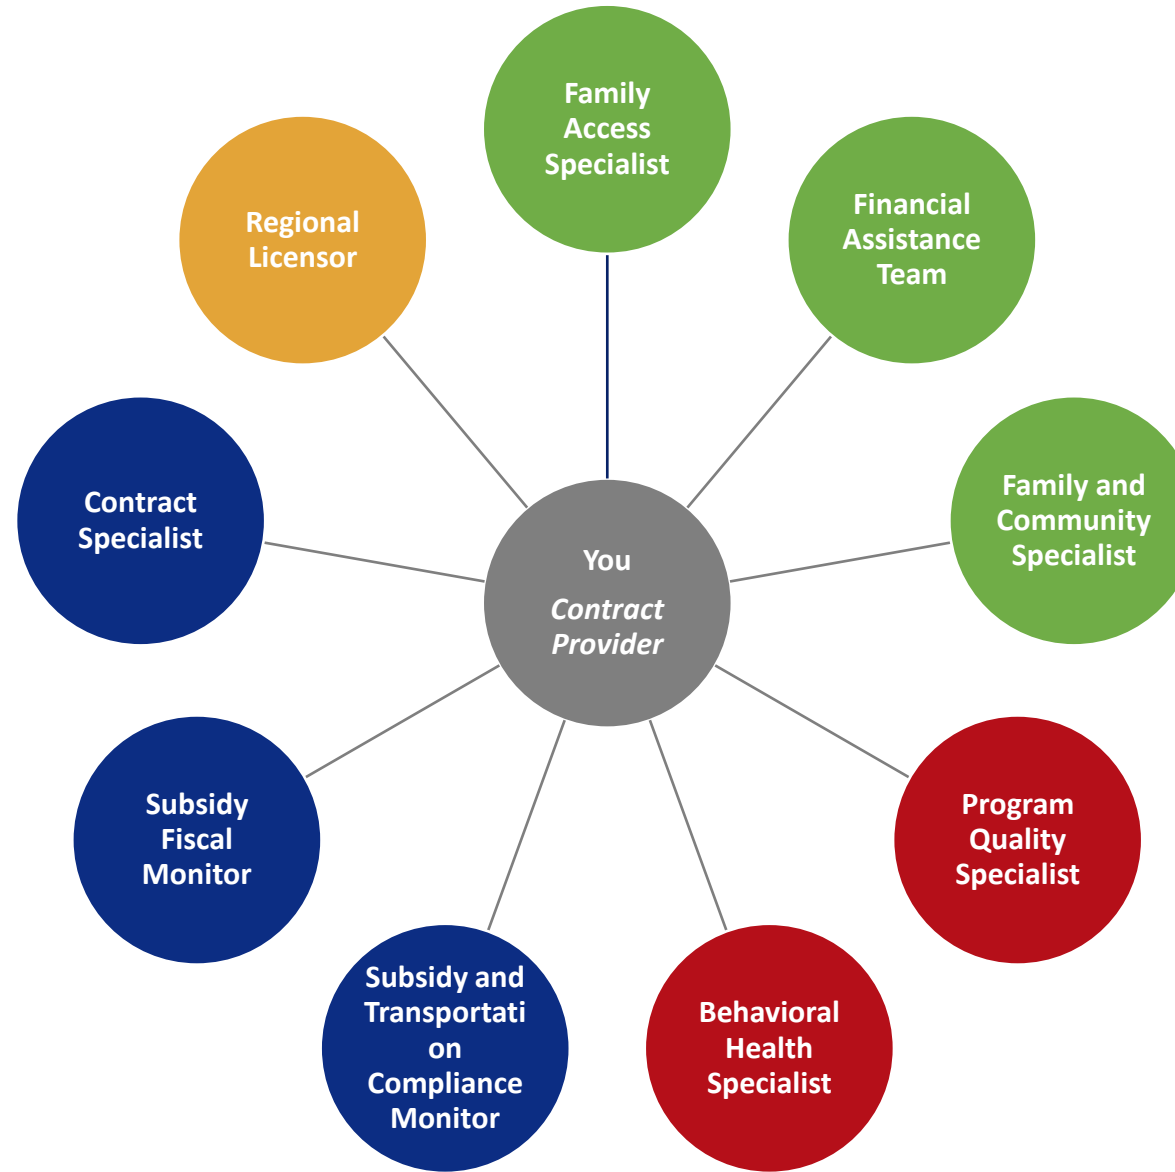 Family
Access
Specialist
Financial
Assistance
Team
Family and
Community
Specialist
Program
Quality
Specialist
Behavioral
Health
Specialist
Subsidy and
Transportati
on
Compliance
Monitor
Subsidy
Fiscal
Monitor
Contract
Specialist
Regional
Licensor
You
Contract
Provider